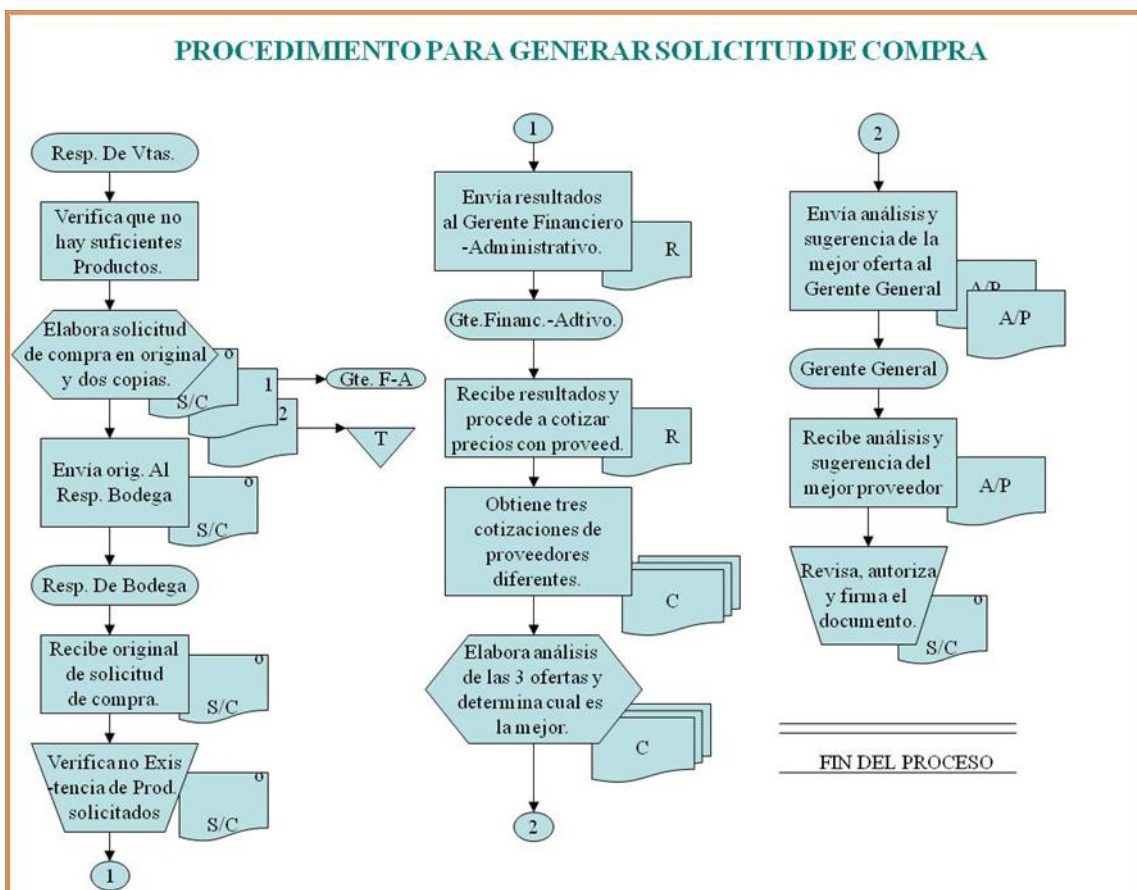 PROCEDIMIENTO PARA GENERAR SOLICITUD DE COMPRA
Resp. De Vtas.
Verifica que no
hay suficientes
Productos.
Elabora solicitud
de compra en original
y dos copias.
o
S/C
1
2
Gte. F-A
T
Envía orig. Al
Resp. Bodega
o
S/C
Resp. De Bodega
Recibe original
de solicitud
de compra.
o
S/C
Verifica no Exis
-tencia de Prod.
solicitados
o
S/C
1
1
Envía resultados
al Gerente Financiero
-Administrativo.
R
Gte.Financ.-Adtivo.
Recibe resultados y
procede a cotizar
precios con proveed.
R
Obtiene tres
cotizaciones de
proveedores
diferentes.
C
Elabora análisis
de las 3 ofertas y
determina cual es
la mejor.
C
2
2
Envía análisis y
sugerencia de la
mejor oferta al
Gerente General
A/P
A/P
Gerente General
Recibe análisis y
sugerencia del
mejor proveedor
A/P
Revisa, autoriza
y firma el
documento.
o
S/C
FIN DEL PROCESO